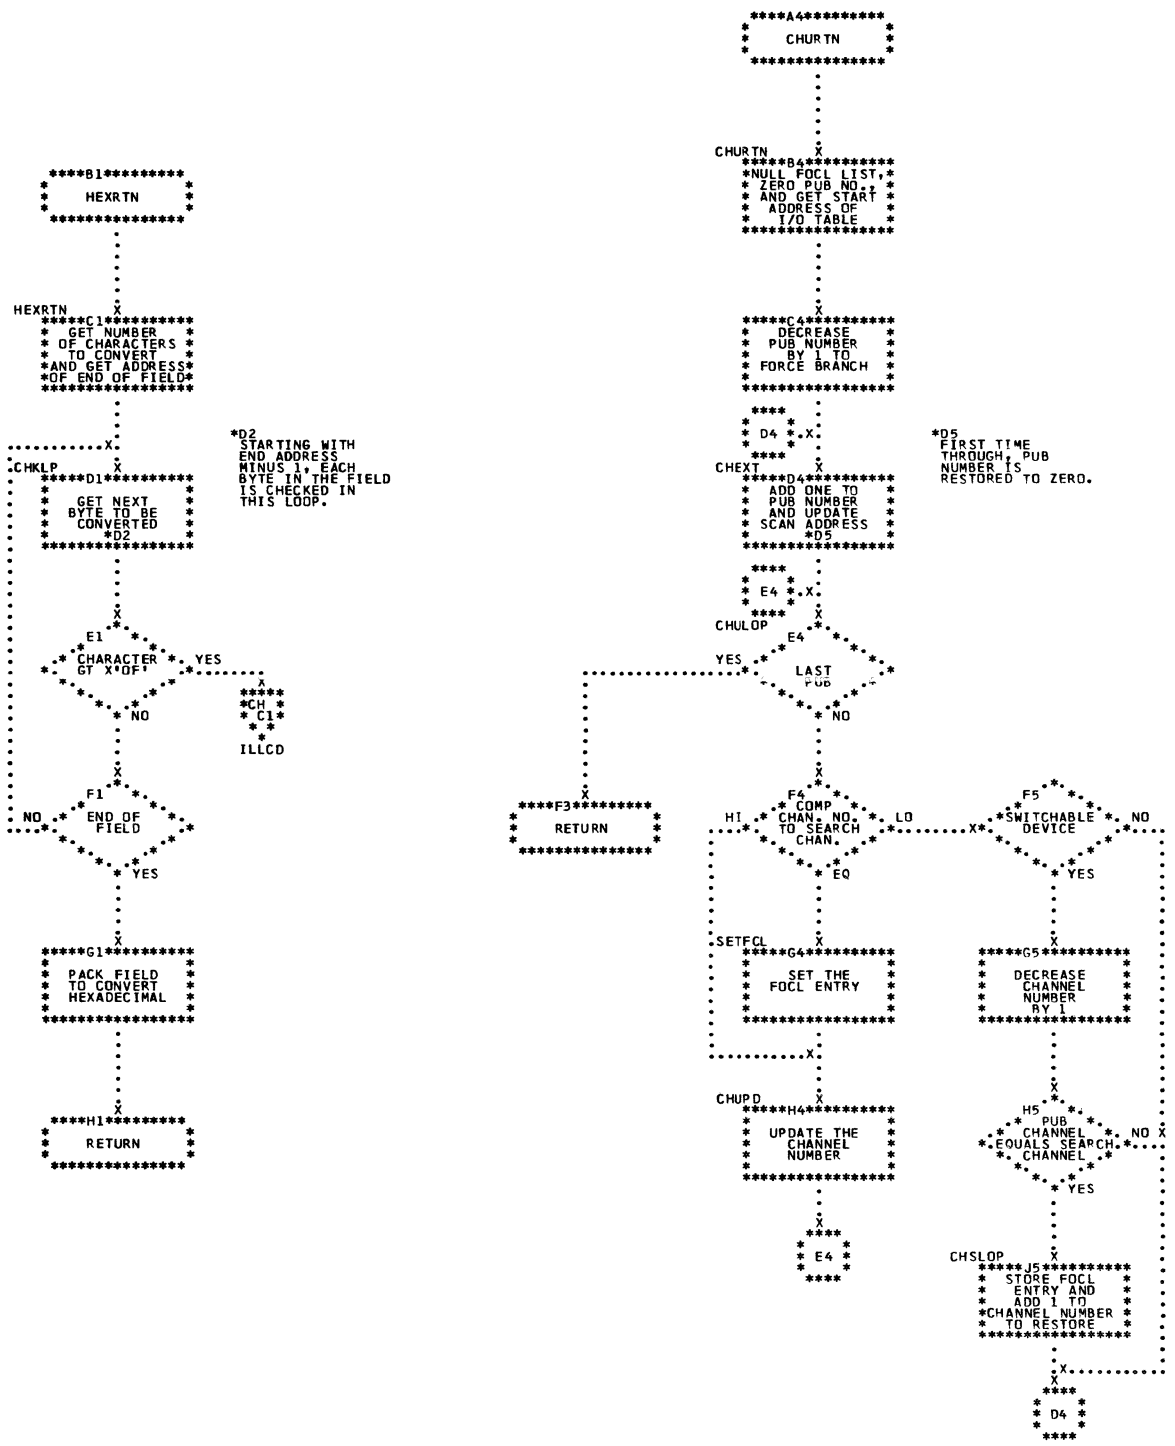 B1
HEXRTN
HEXRTN
C1
GET NUMBER
OF CHARACTERS
TO CONVERT
AND GET ADDRESS
OF END OF FIELD
*D2
STARTING WITH
END ADDRESS
MINUS 1, EACH
BYTE IN THE FIELD
IS CHECKED IN
THIS LOOP.
CHKLP
D1
GET NEXT
BYTE TO BE
CONVERTED
*D2
E1
CHARACTER
GT X'OF'
YES
NO
CH
C1
ILLCD
F1
END OF
FIELD
NO
YES
G1
PACK FIELD
TO CONVERT
HEXADECIMAL
H1
RETURN
A4
CHURTN
CHURTN
B4
NULL FOCL LIST,
ZERO PUB NO.,
AND GET START
ADDRESS OF
I/O TABLE
C4
DECREASE
PUB NUMBER
BY 1 TO
FORCE BRANCH
D4
*D5
FIRST TIME
THROUGH, PUB
NUMBER IS
RESTORED TO ZERO.
CHEXT
D4
ADD ONE TO
PUB NUMBER
AND UPDATE
SCAN ADDRESS
*D5
E4
CHULOP
E4
LAST
PUB
YES
NO
F3
RETURN
F4
COMP
CHAN. NO.
TO SEARCH
CHAN.
HI
LO
EQ
F5
SWITCHABLE
DEVICE
NO
YES
SETFCL
G4
SET THE
FOCL ENTRY
G5
DECREASE
CHANNEL
NUMBER
BY 1
CHUPD
H4
UPDATE THE
CHANNEL
NUMBER
E4
H5
PUB
CHANNEL
EQUALS SEARCH
CHANNEL
NO
YES
CHSLOP
J5
STORE FOCL
ENTRY AND
ADD 1 TO
CHANNEL NUMBER
TO RESTORE
D4